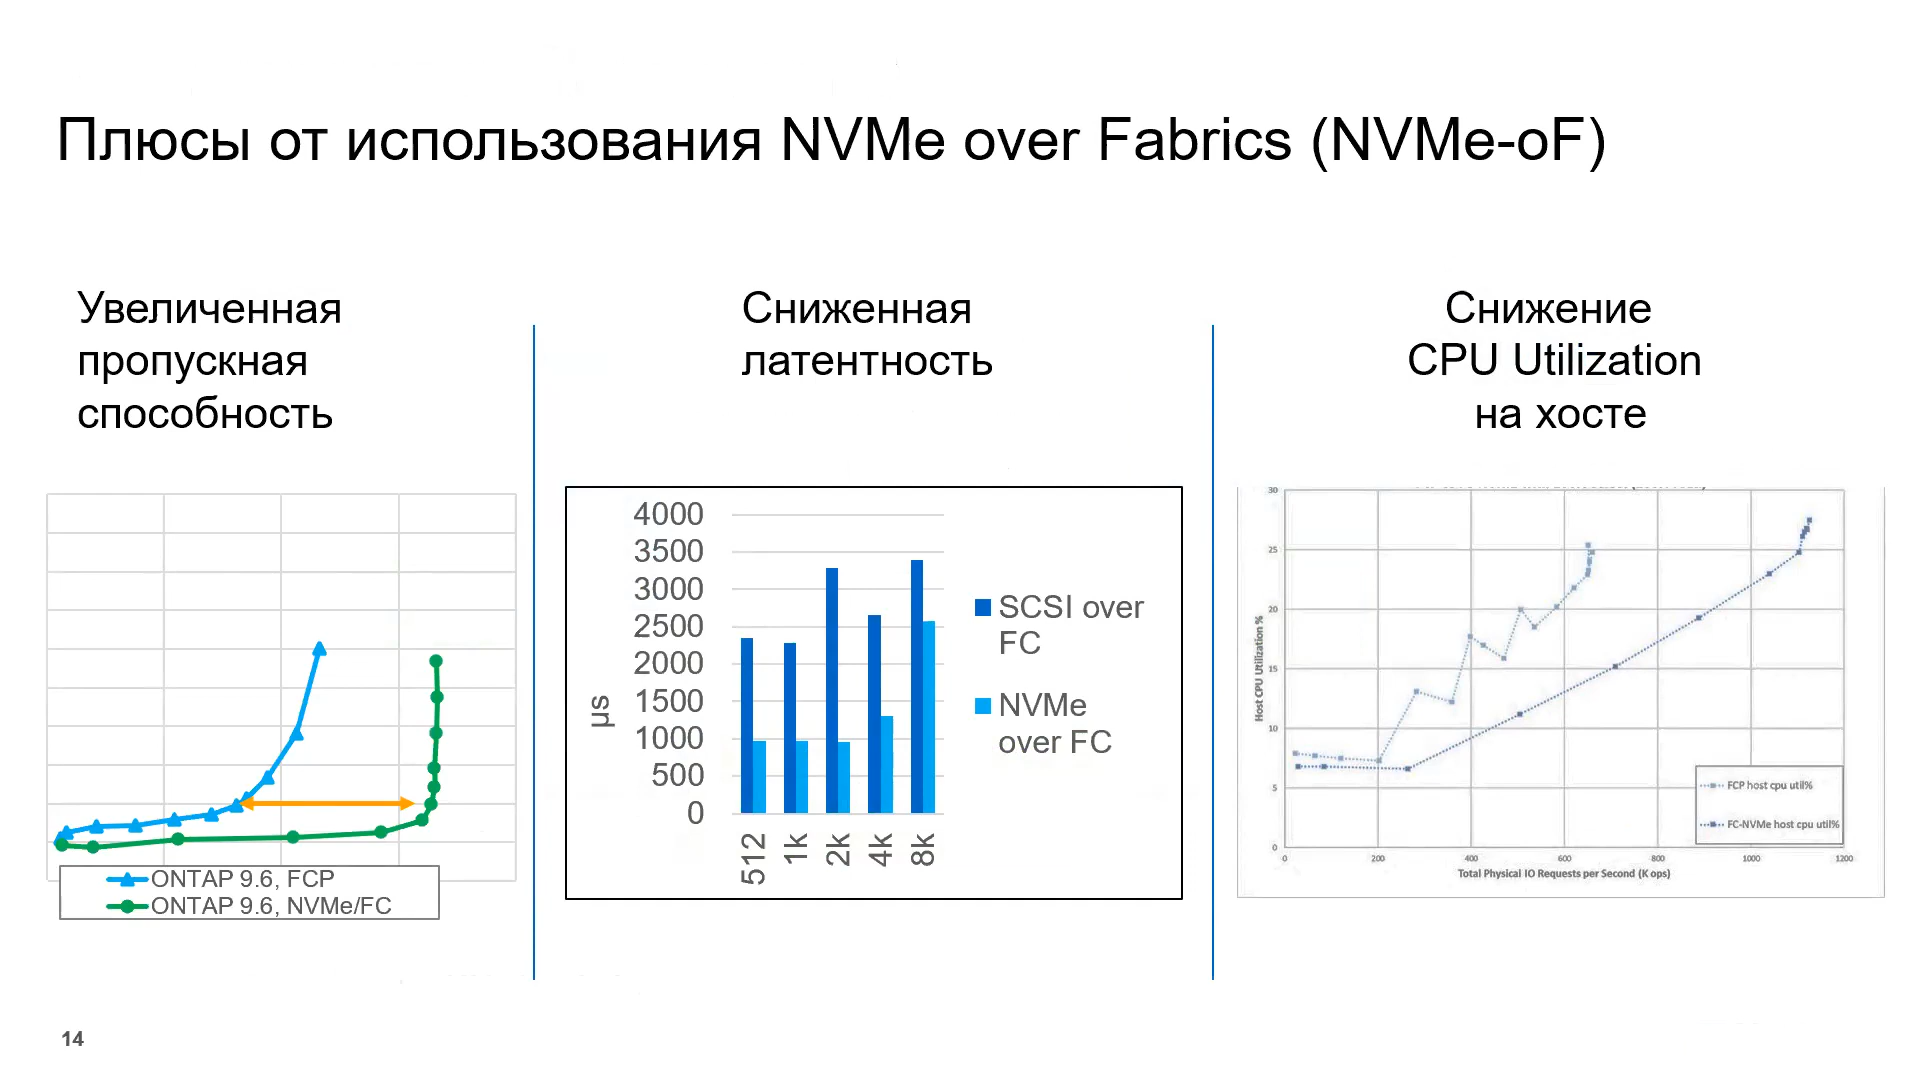 Плюсы от использования NVMe over Fabrics (NVMe-oF)
Увеличенная
пропускная
способность
ONTAP 9.6, FCP
ONTAP 9.6, NVMe/FC
Сниженная
латентность
4000
3500
3000
2500
2000
1500
1000
500
0
µs
512
1k
2k
4k
8k
SCSI over
FC
NVMe
over FC
Снижение
CPU Utilization
на хосте
30
25
20
15
10
5
0
Host CPU Utilization %
0 200 400 600 800 1000 1200
Total Physical IO Requests per Second (K ops)
FCP host cpu util%
FC-NVMe host cpu util%
14